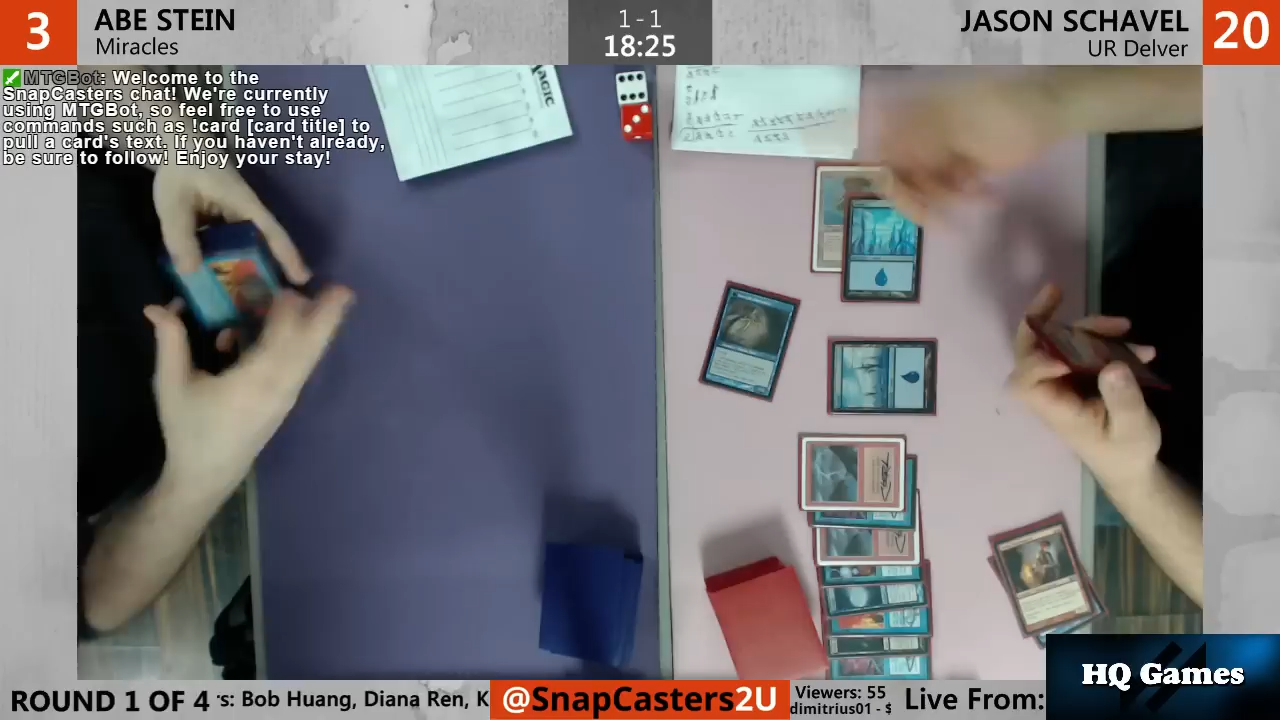 3
ABE STEIN
Miracles
1 - 1
18:25
JASON SCHAVEL
UR Delver
20
MTGBot: Welcome to the
SnapCasters chat! We're currently
using MTGBot, so feel free to use
commands such as !card [card title] to
pull a card's text. If you haven't already,
be sure to follow! Enjoy your stay!
MAGIC
ROUND 1 OF 4
's: Bob Huang, Diana Ren, K
@SnapCasters2U
Viewers: 55
dimitrius01 - $
Live From:
HQ Games